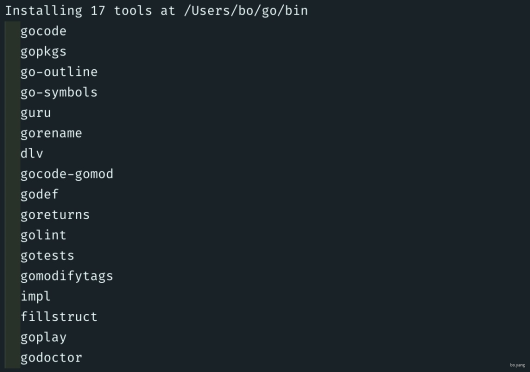 Installing 17 tools at /Users/bo/go/bin
gocode
gopkgs
go-outline
go-symbols
guru
gorename
dlv
gocode-gomod
godef
goreturns
golint
gotests
gomodifytags
impl
fillstruct
goplay
godoctor